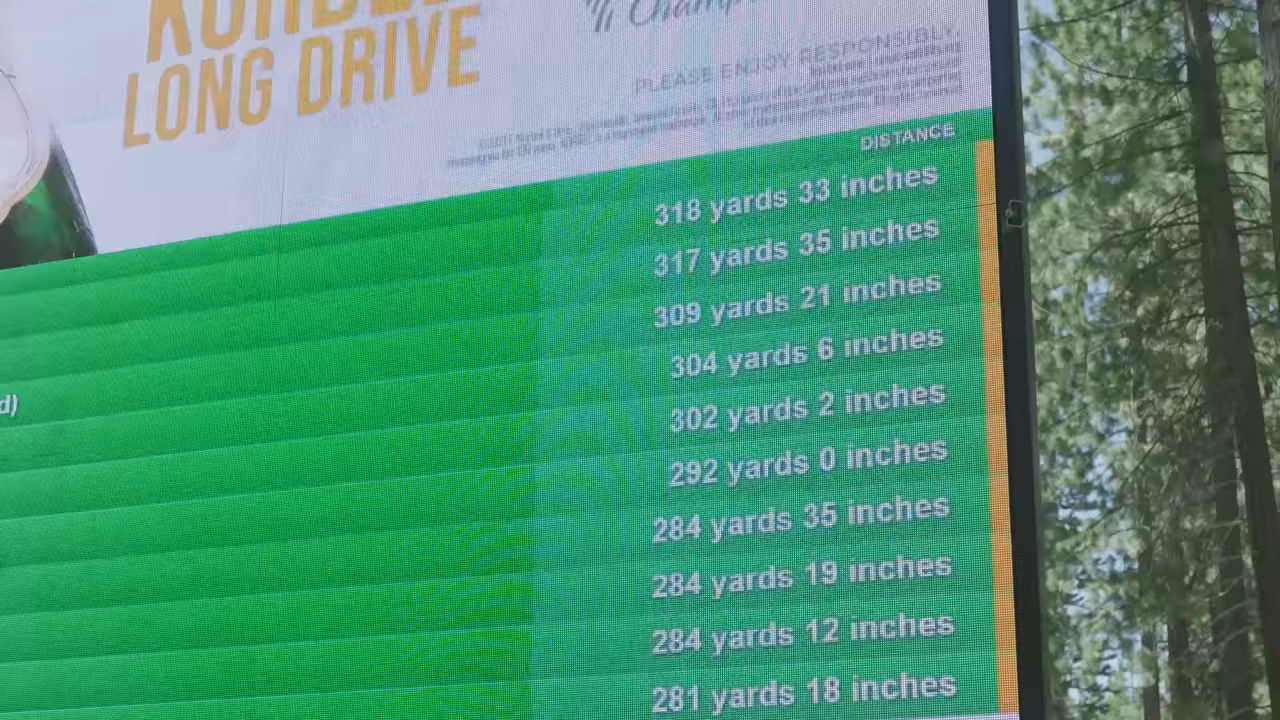 LONG DRIVE
PLEASE ENJOY RESPONSIBLY.
DISTANCE
318 yards 33 inches
317 yards 35 inches
309 yards 21 inches
304 yards 6 inches
d)
302 yards 2 inches
292 yards 0 inches
284 yards 35 inches
284 yards 19 inches
284 yards 12 inches
281 yards 18 inches